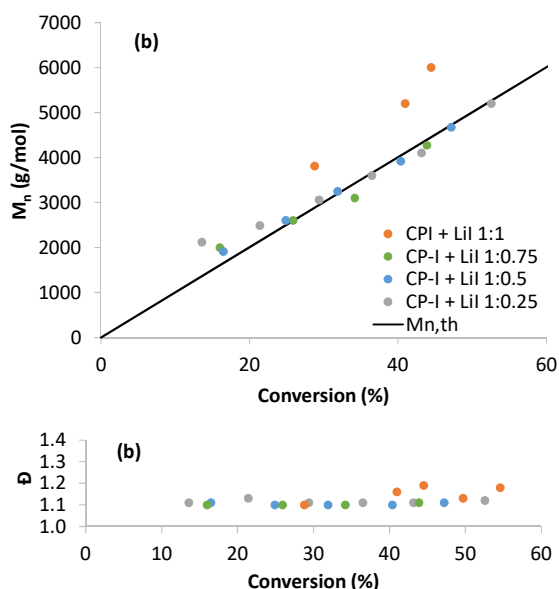 (b)
7000
6000
5000
4000
3000
2000
1000
0
Mn (g/mol)
CPI + LiI 1:1
CP-I + LiI 1:0.75
CP-I + LiI 1:0.5
CP-I + LiI 1:0.25
Mn,th
0 20 40 60
Conversion (%)
(b)
1.4
1.3
1.2
1.1
1.0
Đ
0 10 20 30 40 50 60
Conversion (%)